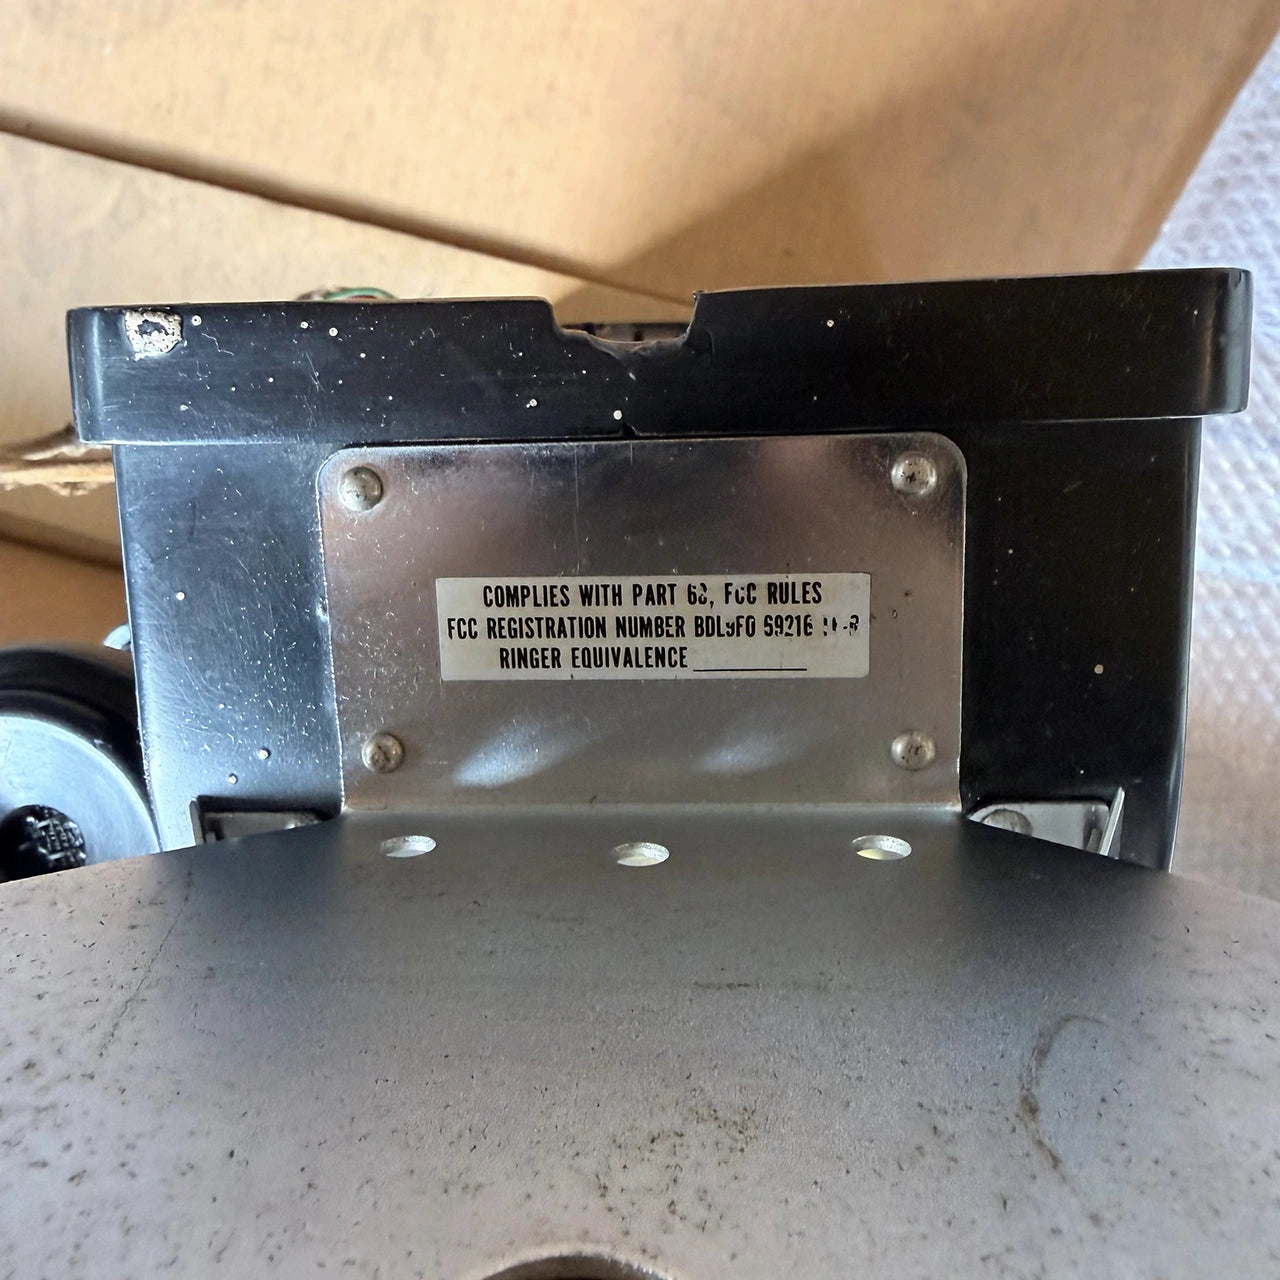 COMPLIES WITH PART 68, FCC RULES
FCC REGISTRATION NUMBER
RINGER EQUIVALENCE